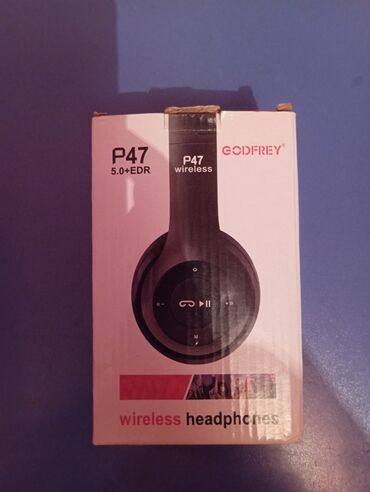 P47
5.0+EDR
P47
wireless
GODFREY®
M
wireless headphones